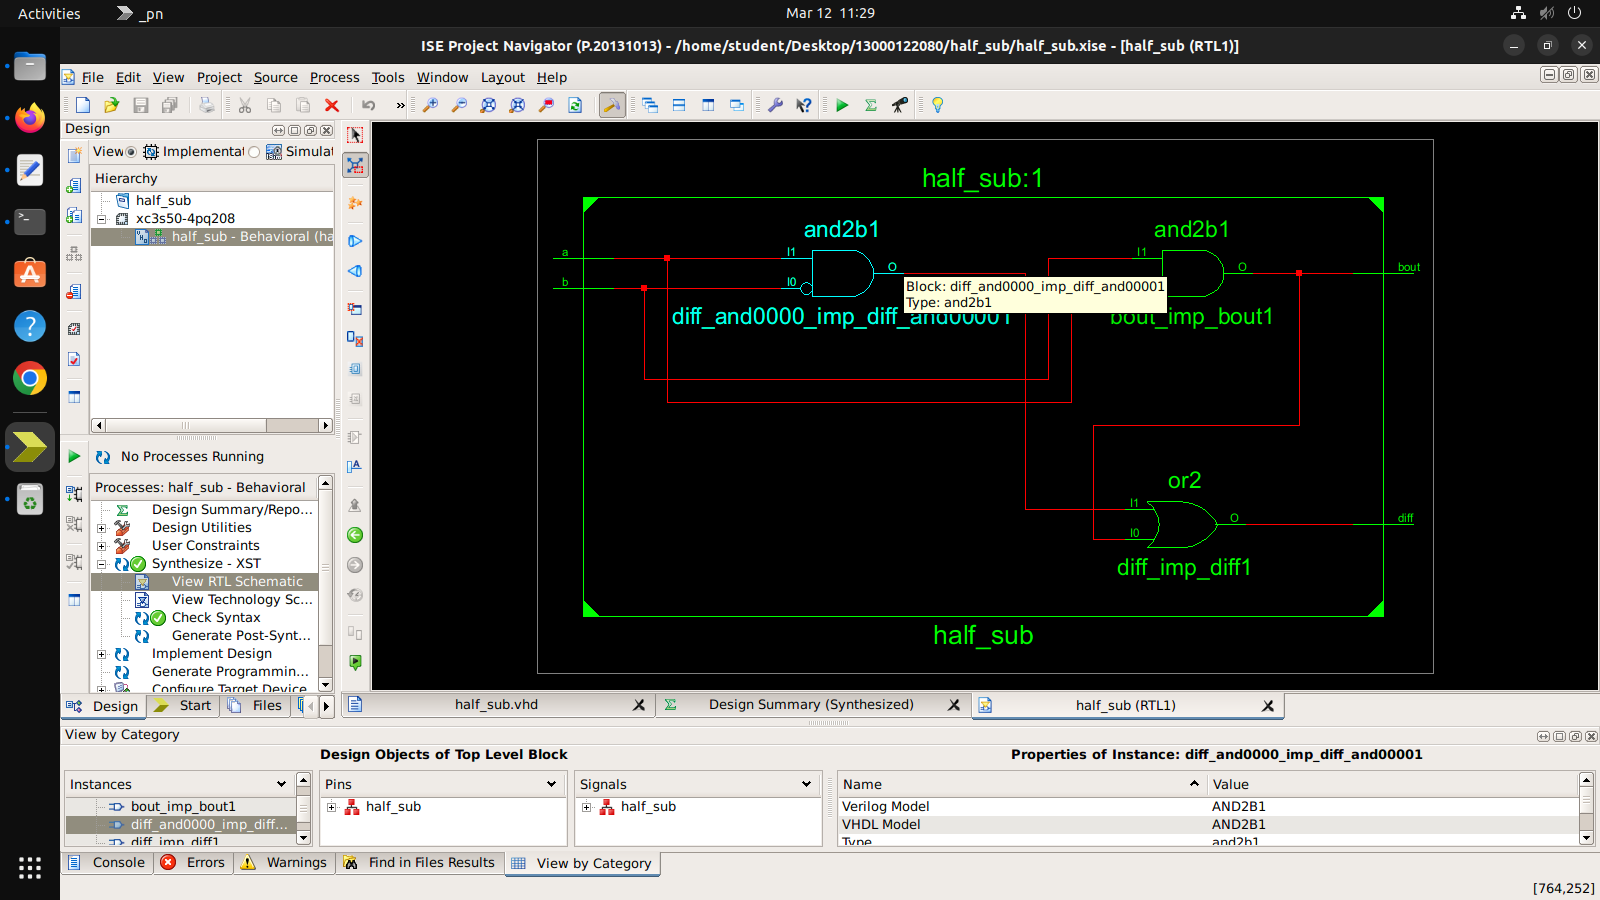 Activities
_pn
Mar 12 11:29
ISE Project Navigator (P.20131013) - /home/student/Desktop/13000122080/half_sub/half_sub.xise - [half_sub (RTL1)]
File Edit View Project Source Process Tools Window Layout Help
Design
View Implementat Simulat
Hierarchy
half_sub
xc3s50-4pq208
half_sub - Behavioral (ha
No Processes Running
Processes: half_sub - Behavioral
Design Summary/Repo...
Design Utilities
User Constraints
Synthesize - XST
View RTL Schematic
View Technology Sc...
Check Syntax
Generate Post-Synt...
Implement Design
Generate Programmin...
Configure Target Device
Design Start Files
half_sub:1
and2b1
and2b1
a
b
I1
I0
O
I1
O
bout
Block: diff_and0000_imp_diff_and00001
Type: and2b1
diff_and0000_imp_diff_and00001
bout_imp_bout1
or2
I1
I0
O
diff
diff_imp_diff1
half_sub
half_sub.vhd
Design Summary (Synthesized)
half_sub (RTL1)
View by Category
Design Objects of Top Level Block
Properties of Instance: diff_and0000_imp_diff_and00001
Instances
bout_imp_bout1
diff_and0000_imp_diff...
diff_imp_diff1
Pins
half_sub
Signals
half_sub
Name Value
Verilog Model AND2B1
VHDL Model AND2B1
Type and2b1
Console Errors Warnings Find in Files Results View by Category
[764,252]